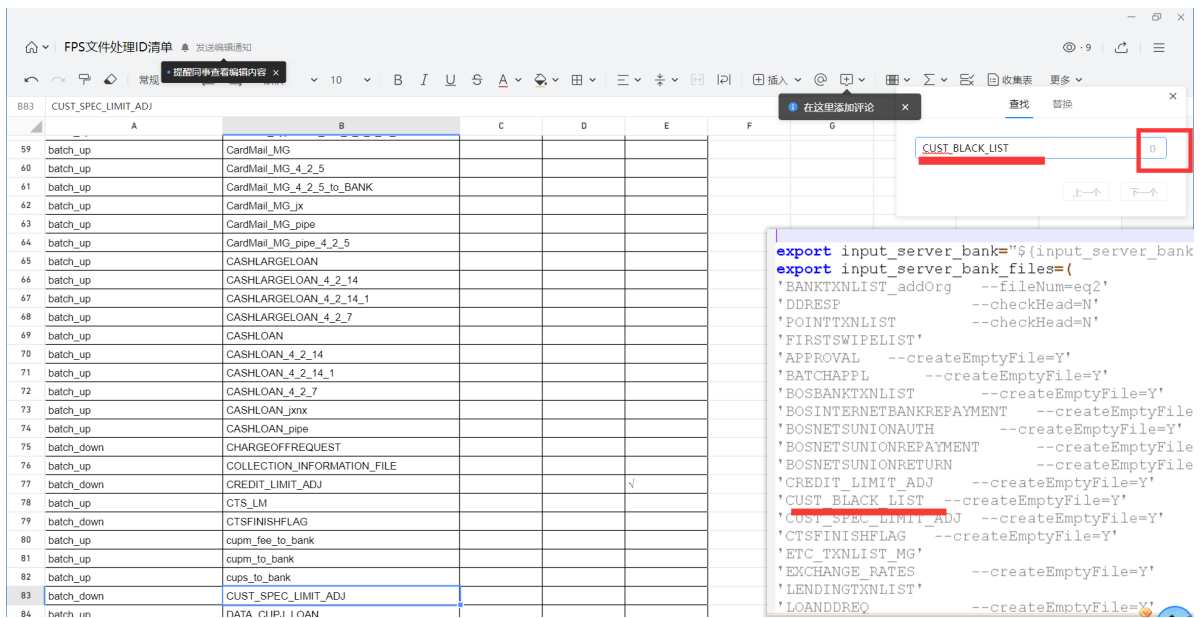 FPS文件处理ID清单 发送编辑通知
9
提醒同事查看编辑内容 ×
常规 10 B I U S A 插入 @ 收集表 更多
在这里添加评论 ×
B83 CUST_SPEC_LIMIT_ADJ
查找 替换
CUST_BLACK_LIST 0
上一个 下一个
A B C D E F G
59 batch_up CardMail_MG
60 batch_up CardMail_MG_4_2_5
61 batch_up CardMail_MG_4_2_5_to_BANK
62 batch_up CardMail_MG_jx
63 batch_up CardMail_MG_pipe
64 batch_up CardMail_MG_pipe_4_2_5
65 batch_up CASHLARGELOAN
66 batch_up CASHLARGELOAN_4_2_14
67 batch_up CASHLARGELOAN_4_2_14_1
68 batch_up CASHLARGELOAN_4_2_7
69 batch_up CASHLOAN
70 batch_up CASHLOAN_4_2_14
71 batch_up CASHLOAN_4_2_14_1
72 batch_up CASHLOAN_4_2_7
73 batch_up CASHLOAN_jxnx
74 batch_up CASHLOAN_pipe
75 batch_down CHARGEOFFREQUEST
76 batch_up COLLECTION_INFORMATION_FILE
77 batch_down CREDIT_LIMIT_ADJ √
78 batch_up CTS_LM
79 batch_down CTSFINISHFLAG
80 batch_up cupm_fee_to_bank
81 batch_up cupm_to_bank
82 batch_up cups_to_bank
83 batch_down CUST_SPEC_LIMIT_ADJ
84 batch_up DATA_CUPJ_LOAN
export input_server_bank="${input_server_bank
export input_server_bank_files=(
'BANKTXNLIST_addOrg --fileNum=eq2'
'DDRESP --checkHead=N'
'POINTTXNLIST --checkHead=N'
'FIRSTSWIPELIST'
'APPROVAL --createEmptyFile=Y'
'BATCHAPPL --createEmptyFile=Y'
'BOSBANKTXNLIST --createEmptyFile=Y'
'BOSINTERNETBANKREPAYMENT --createEmptyFile
'BOSNETSUNIONAUTH --createEmptyFile=Y'
'BOSNETSUNIONREPAYMENT --createEmptyFile
'BOSNETSUNIONRETURN --createEmptyFile
'CREDIT_LIMIT_ADJ --createEmptyFile=Y'
'CUST_BLACK_LIST --createEmptyFile=Y'
'CUST_SPEC_LIMIT_ADJ --createEmptyFile=Y'
'CTSFINISHFLAG --createEmptyFile=Y'
'ETC_TXNLIST_MG'
'EXCHANGE_RATES --createEmptyFile=Y'
'LENDINGTXNLIST'
'LOANDDREQ --createEmptyFile=Y'